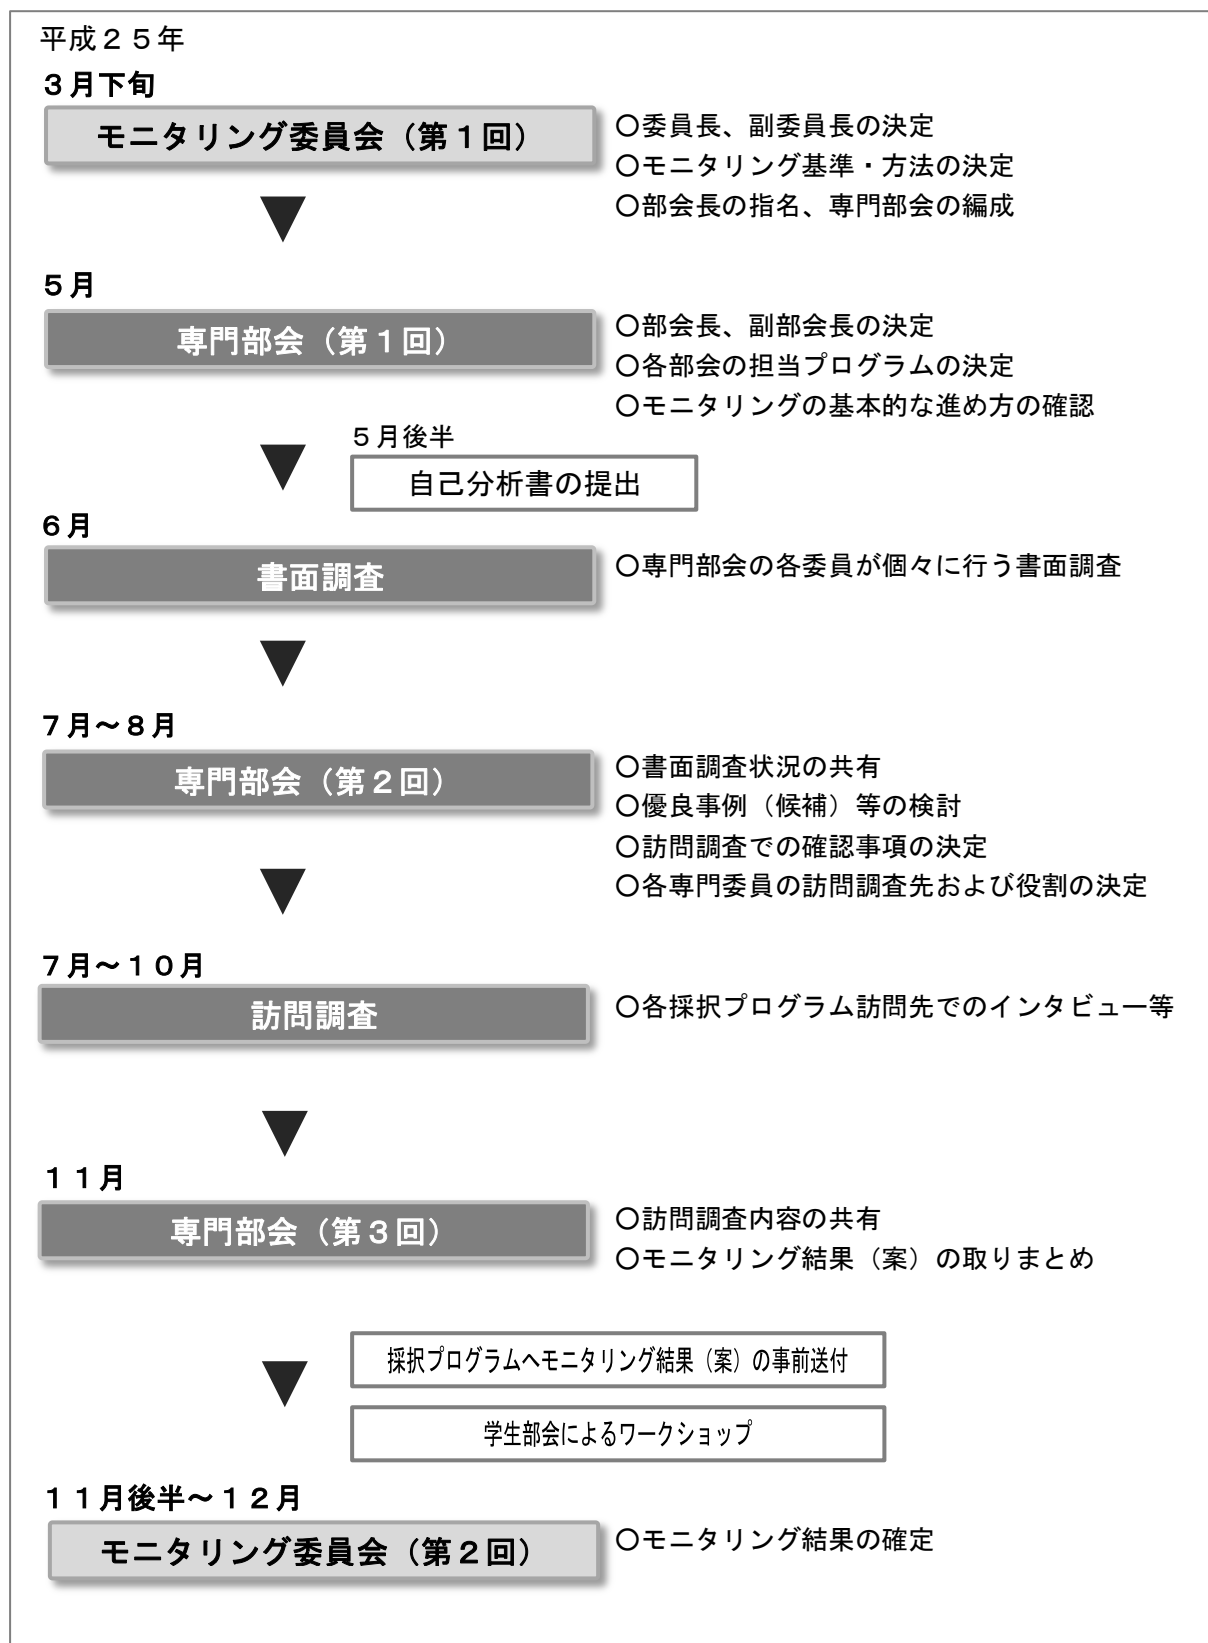 平成２５年
３月下旬
モニタリング委員会（第１回）
○委員長、副委員長の決定
○モニタリング基準・方法の決定
○部会長の指名、専門部会の編成
５月
専門部会（第１回）
○部会長、副部会長の決定
○各部会の担当プログラムの決定
○モニタリングの基本的な進め方の確認
５月後半
自己分析書の提出
６月
書面調査
○専門部会の各委員が個々に行う書面調査
７月～８月
専門部会（第２回）
○書面調査状況の共有
○優良事例（候補）等の検討
○訪問調査での確認事項の決定
○各専門委員の訪問調査先および役割の決定
７月～１０月
訪問調査
○各採択プログラム訪問先でのインタビュー等
１１月
専門部会（第３回）
○訪問調査内容の共有
○モニタリング結果（案）の取りまとめ
採択プログラムへモニタリング結果（案）の事前送付
学生部会によるワークショップ
１１月後半～１２月
モニタリング委員会（第２回）
○モニタリング結果の確定